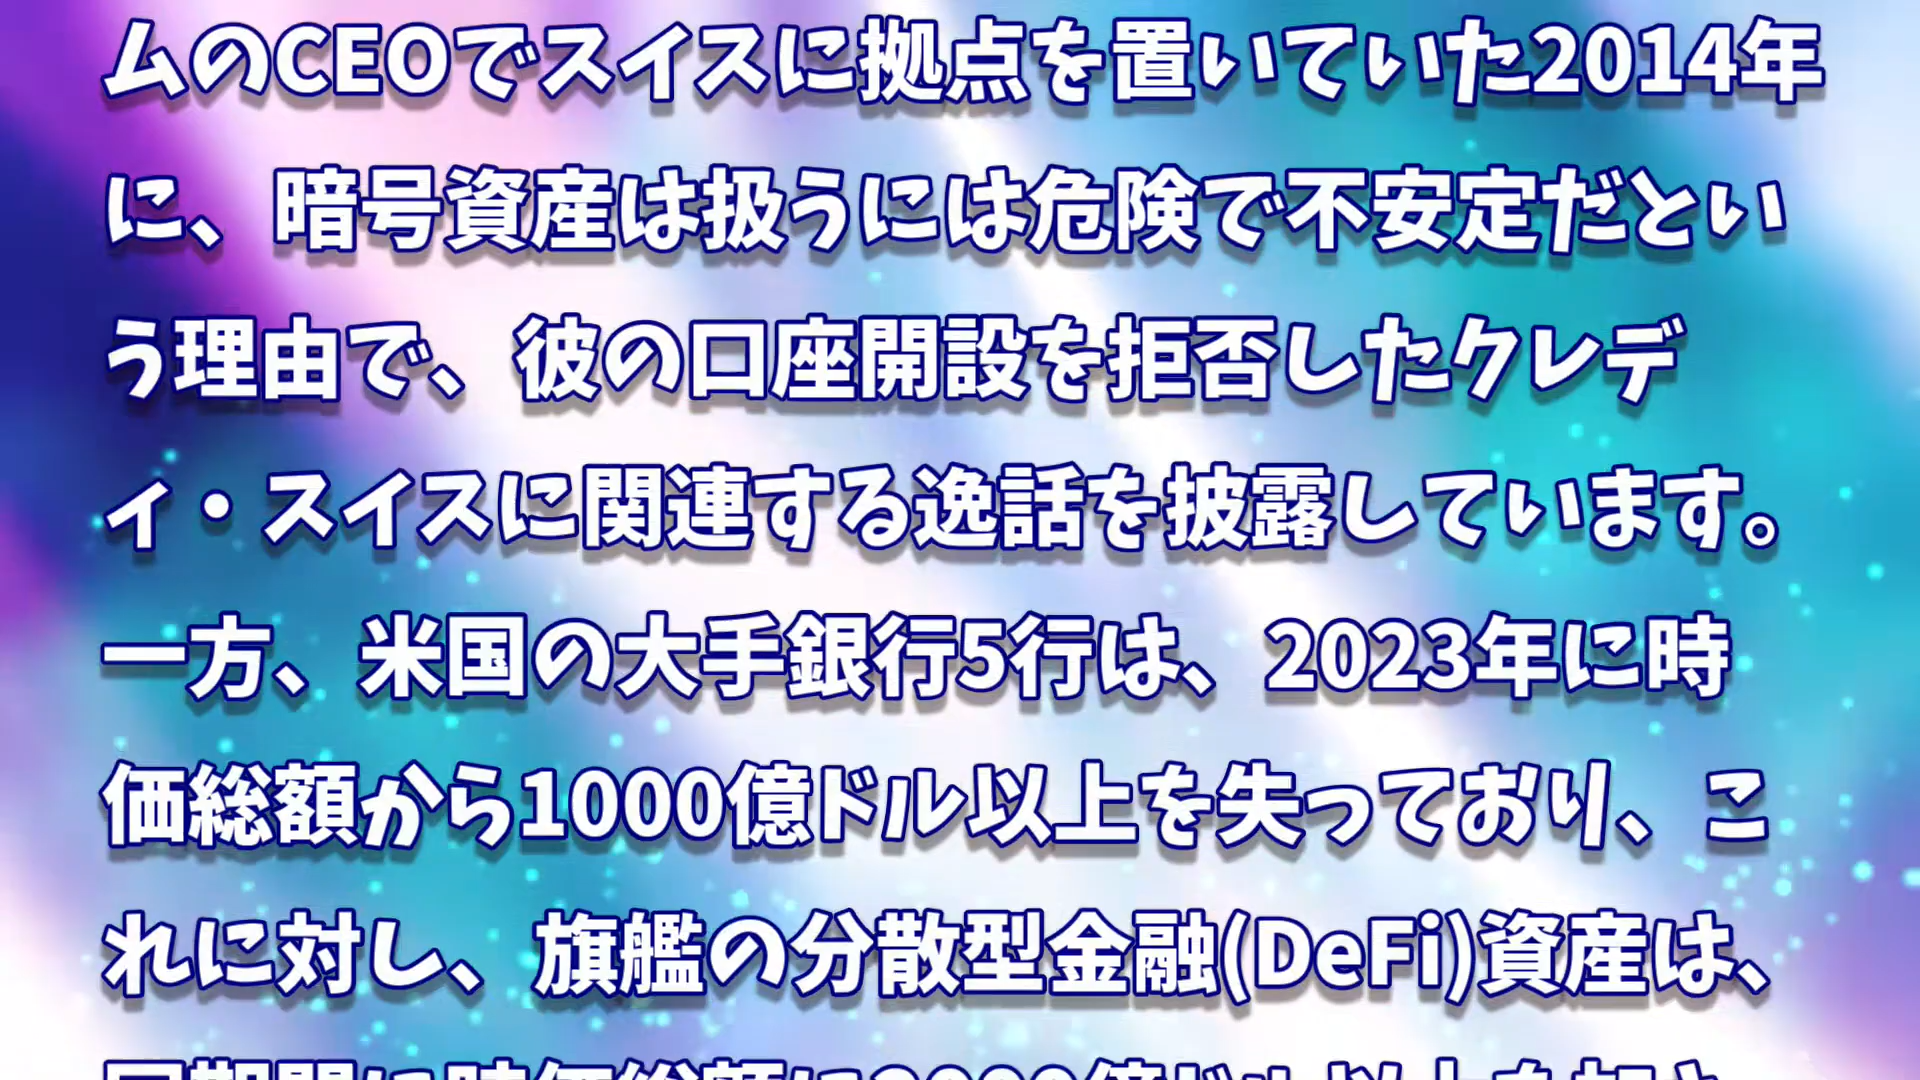 ムのCEOでスイスに拠点を置いていた2014年
に、暗号資産は扱うには危険で不安定だとい
う理由で、彼の口座開設を拒否したクレデ
ィ・スイスに関連する逸話を披露しています。
一方、米国の大手銀行5行は、2023年に時
価総額から1000億ドル以上を失っており、こ
れに対し、旗艦の分散型金融(DeFi)資産は、